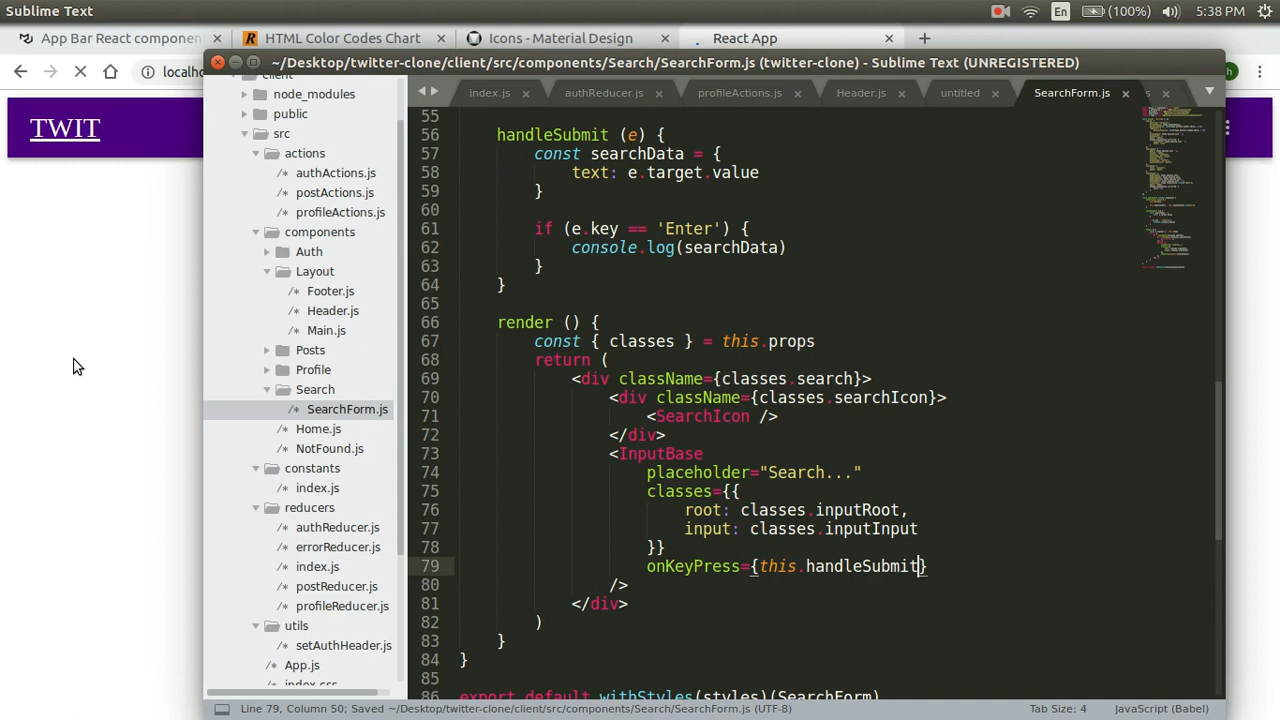 Sublime Text
En
(100%)
5:38 PM
App Bar React componen
HTML Color Codes Chart
Icons - Material Design
React App
localho
TWIT
~/Desktop/twitter-clone/client/src/components/Search/SearchForm.js (twitter-clone) - Sublime Text (UNREGISTERED)
client
node_modules
public
src
actions
authActions.js
postActions.js
profileActions.js
components
Auth
Layout
Footer.js
Header.js
Main.js
Posts
Profile
Search
SearchForm.js
Home.js
NotFound.js
constants
index.js
reducers
authReducer.js
errorReducer.js
index.js
postReducer.js
profileReducer.js
utils
setAuthHeader.js
App.js
index.css
index.js
authReducer.js
profileActions.js
Header.js
untitled
SearchForm.js
55
56 handleSubmit (e) {
57 const searchData = {
58 text: e.target.value
59 }
60
61 if (e.key == 'Enter') {
62 console.log(searchData)
63 }
64 }
65
66 render () {
67 const { classes } = this.props
68 return (
69 <div className={classes.search}>
70 <div className={classes.searchIcon}>
71 <SearchIcon />
72 </div>
73 <InputBase
74 placeholder="Search..."
75 classes={{
76 root: classes.inputRoot,
77 input: classes.inputInput
78 }}
79 onKeyPress={this.handleSubmit}
80 />
81 </div>
82 )
83 }
84 }
85
86 export default withStyles(styles)(SearchForm)
Line 79, Column 50; Saved ~/Desktop/twitter-clone/client/src/components/Search/SearchForm.js (UTF-8)
Tab Size: 4
JavaScript (Babel)